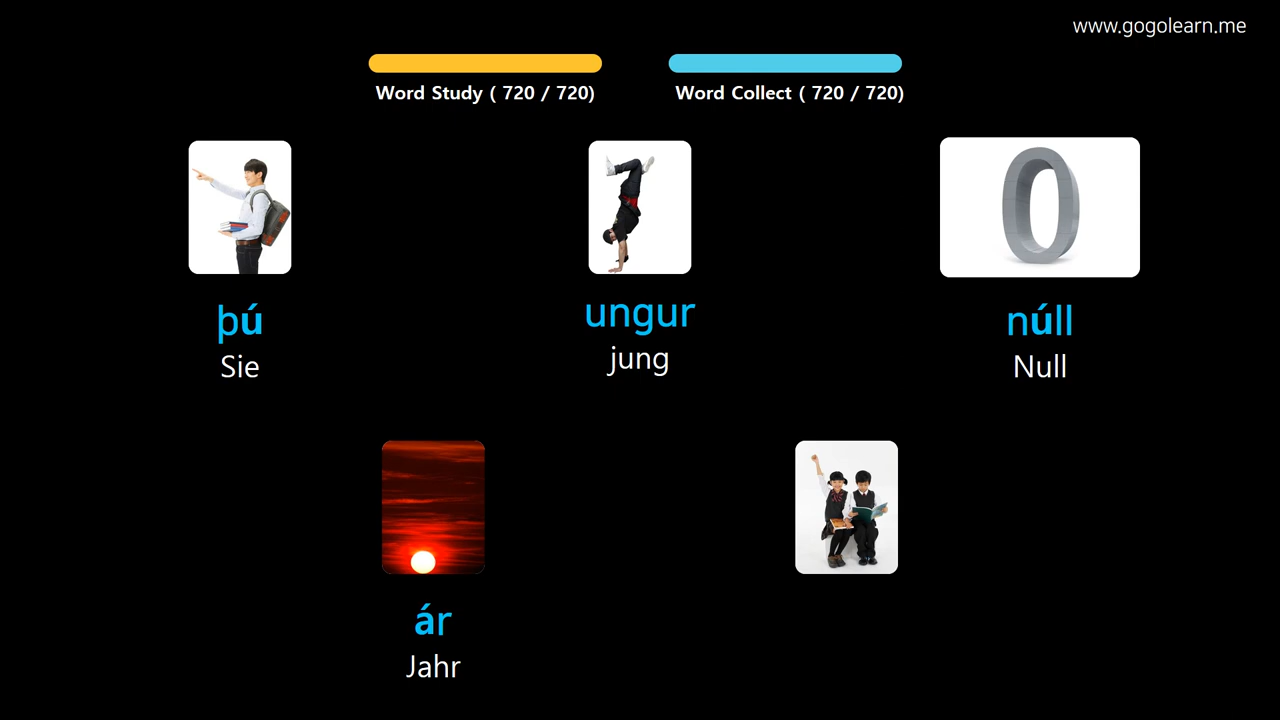 www.gogolearn.me
Word Study ( 720 / 720)
Word Collect ( 720 / 720)
þú
Sie
ungur
jung
núll
Null
ár
Jahr